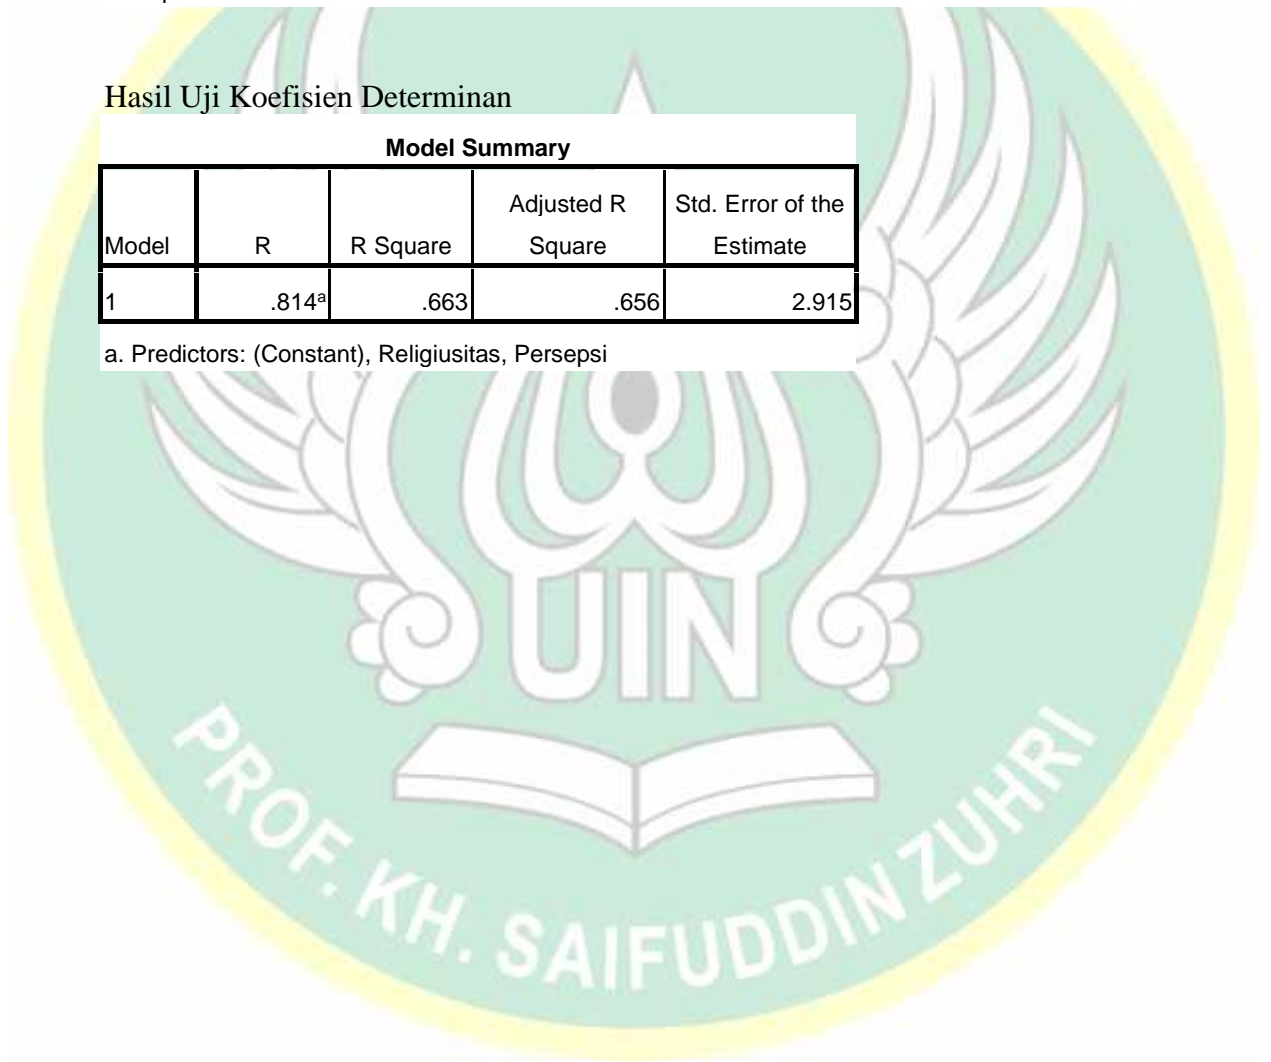 Hasil Uji Koefisien Determinan
Model Summary
Model R R Square Adjusted R Square Std. Error of the Estimate
1 .814a .663 .656 2.915
a. Predictors: (Constant), Religiusitas, Persepsi
UIN
PROF. KH. SAIFUDDIN ZUHRI